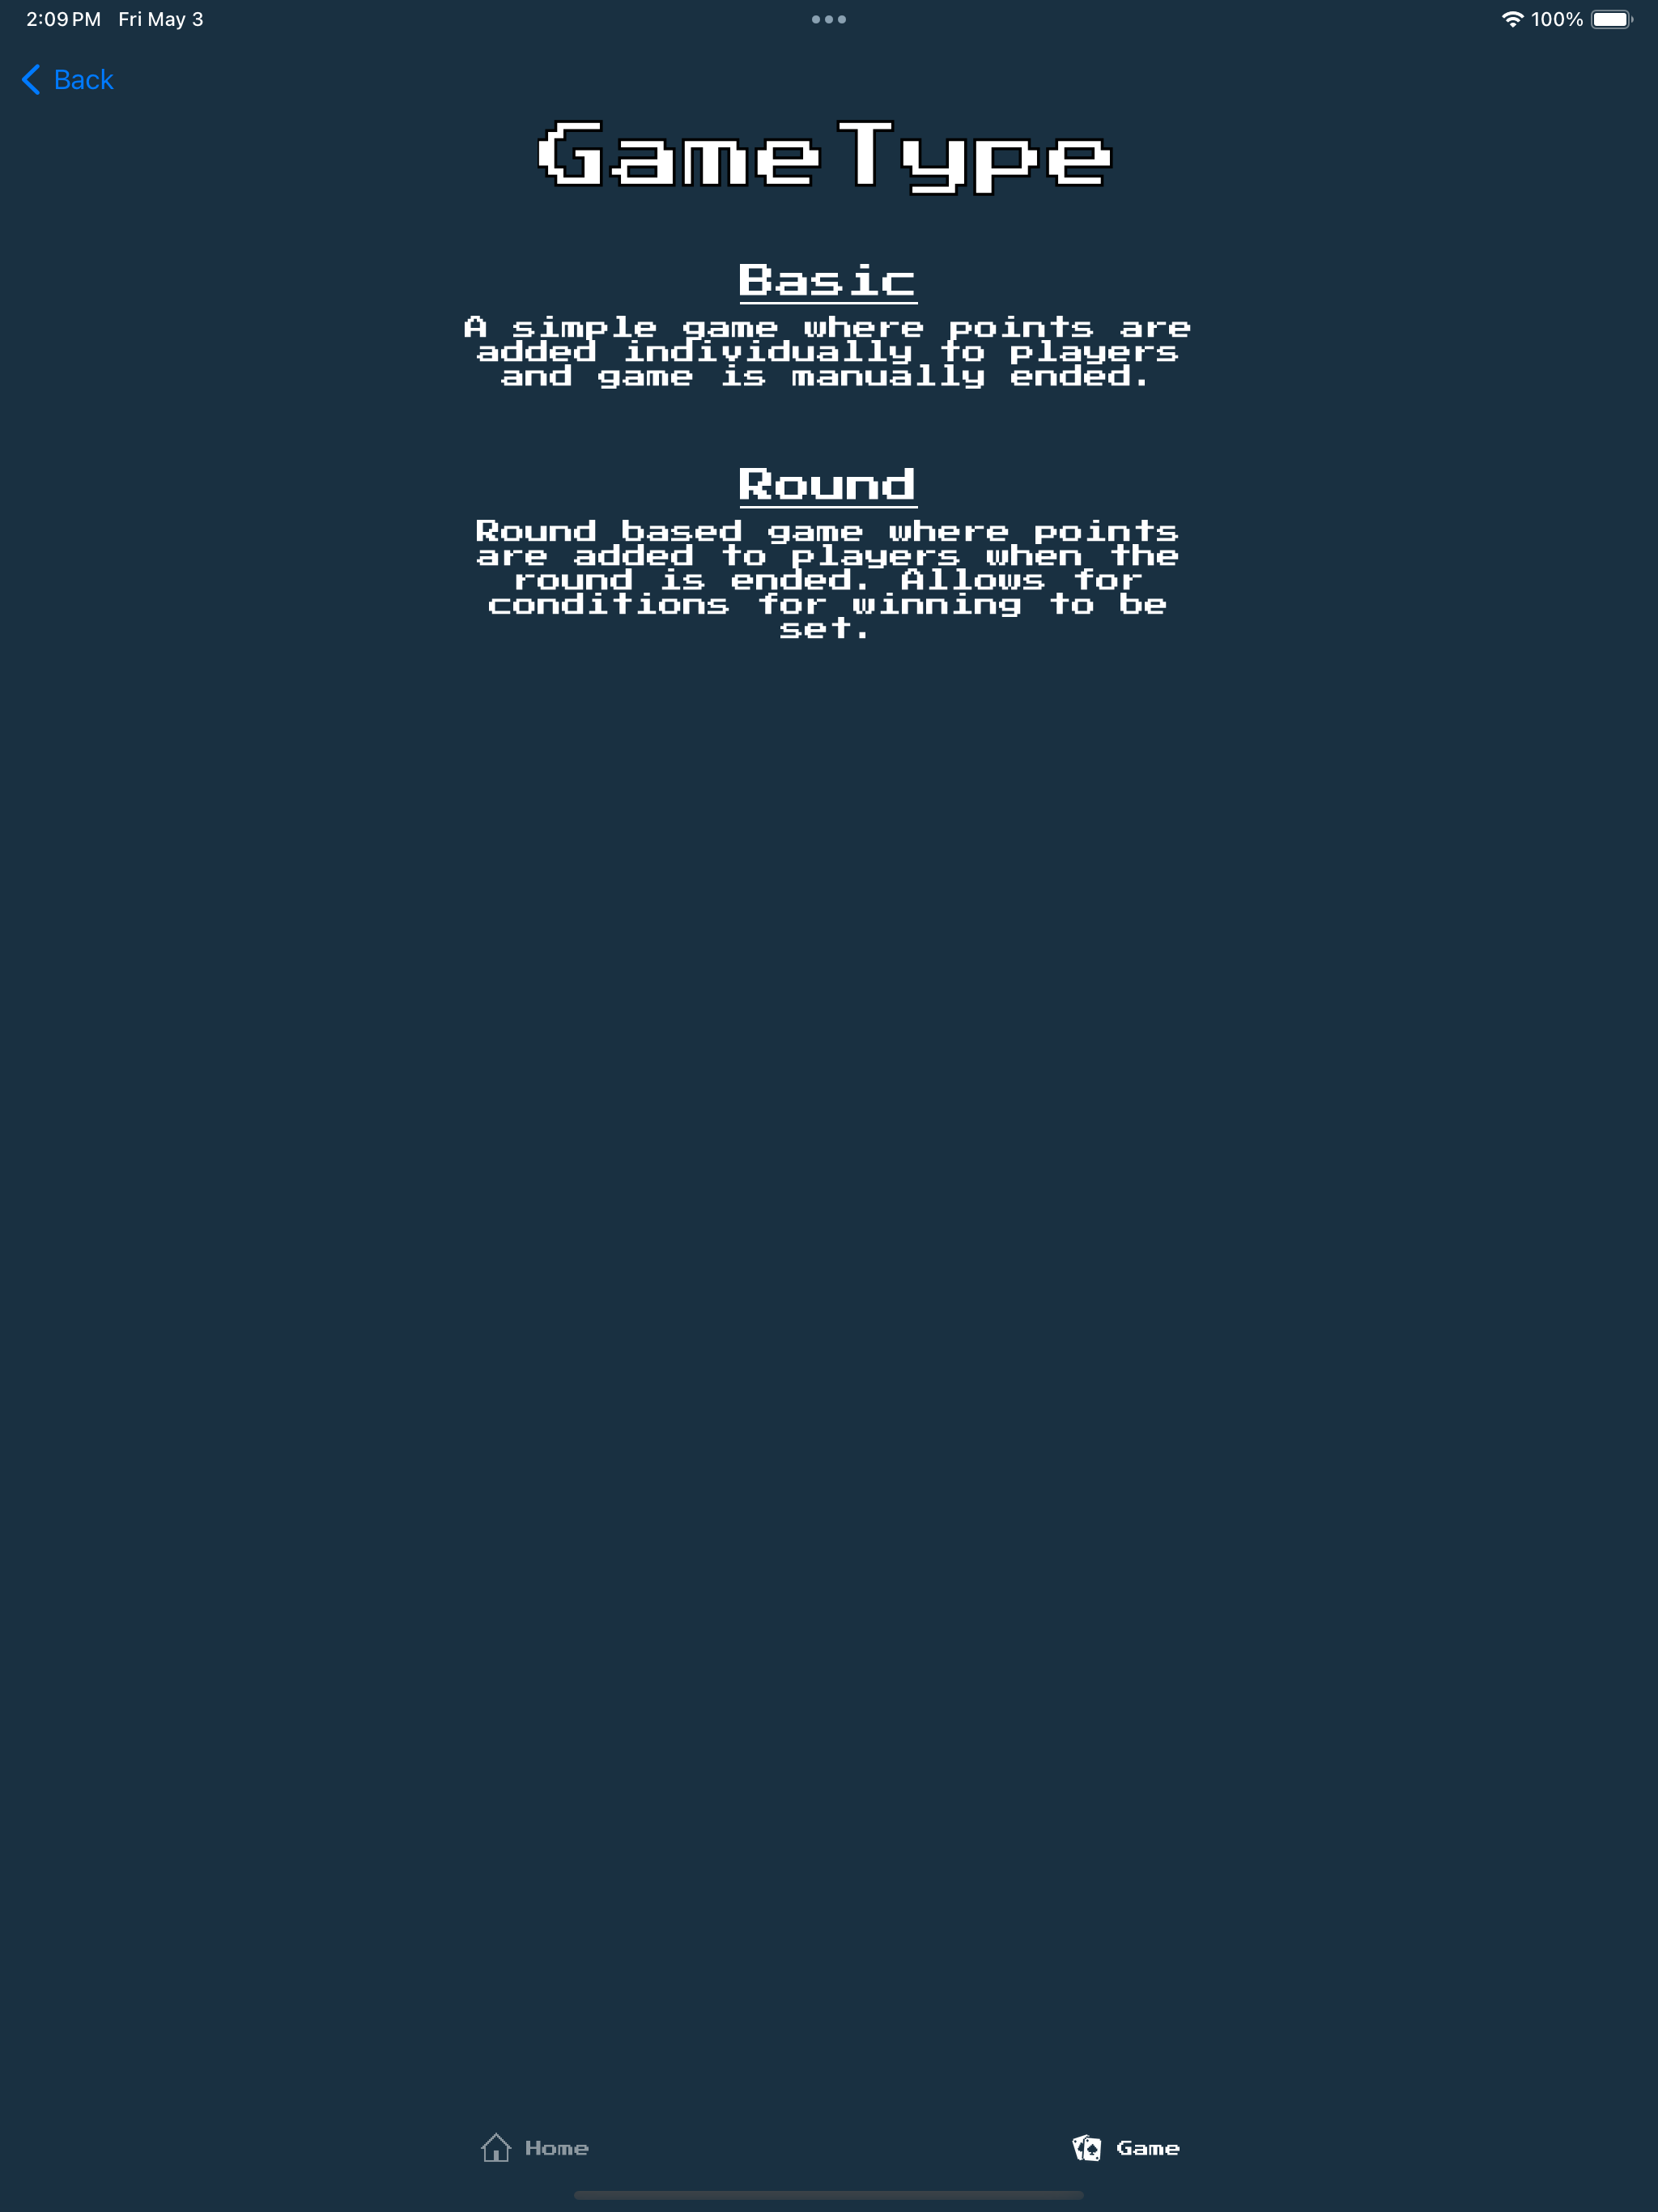 2:09 PM Fri May 3
100%
Back
GameType
Basic
A simple game where points are
added individually to players
and game is manually ended.
Round
Round based game where points
are added to players when the
round is ended. Allows for
conditions for winning to be
set.
Home
Game